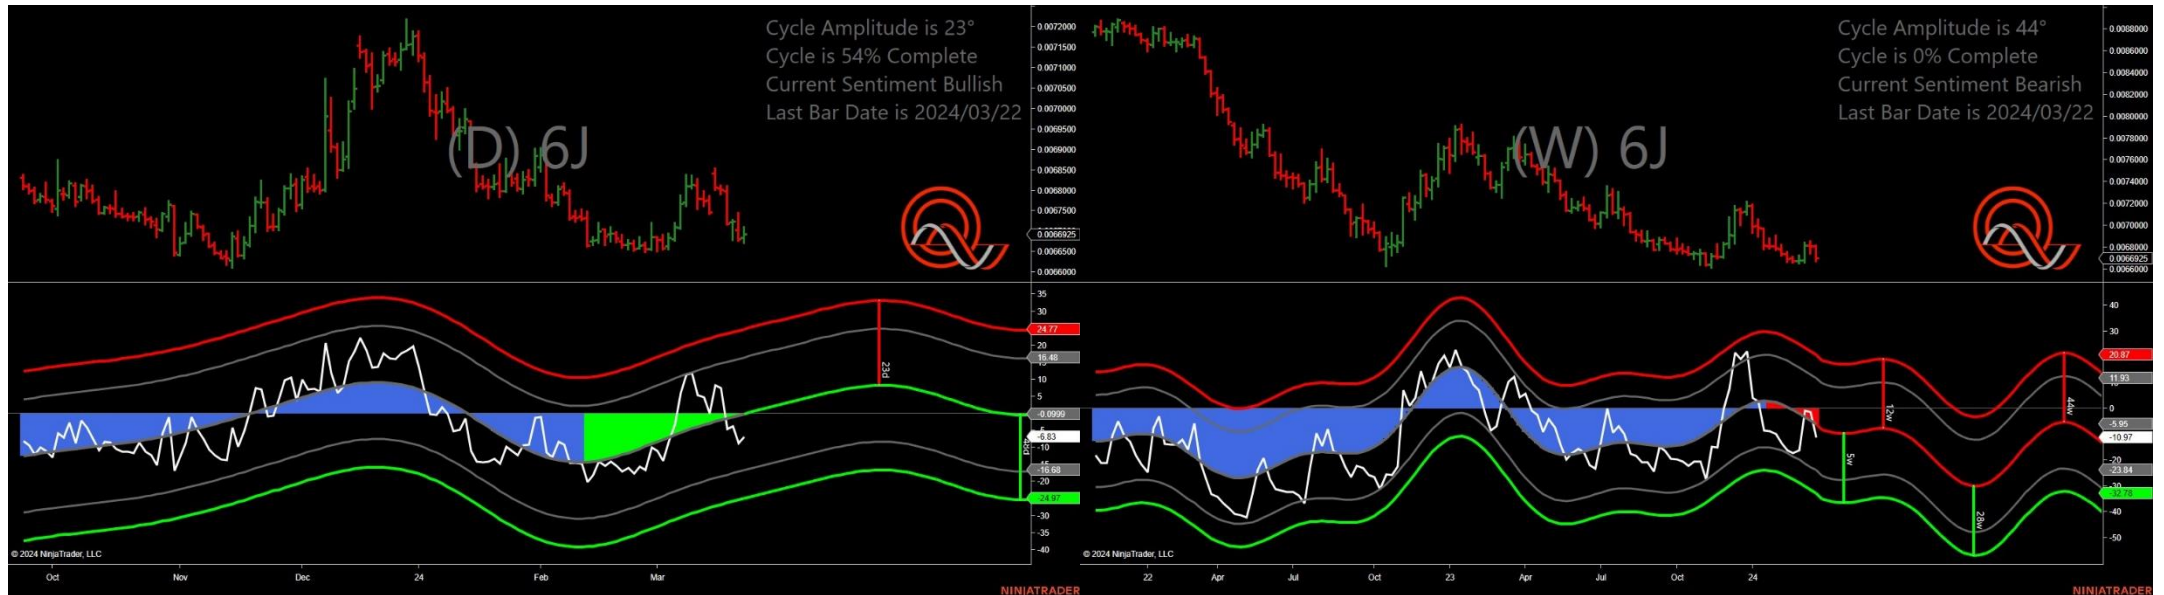 Cycle Amplitude is 23°
Cycle is 54% Complete
Current Sentiment Bullish
Last Bar Date is 2024/03/22
(D) 6J
0.0072000
0.0071500
0.0071000
0.0070500
0.0070000
0.0069500
0.0069000
0.0068500
0.0068000
0.0067500
0.0066925
0.0066500
0.0066000
35
24.77
20
16.48
10
5
-0.0999
-6.83
-10
-16.68
-20
-24.97
-30
-35
-40
23d
48d
© 2024 NinjaTrader, LLC
Oct Nov Dec 24 Feb Mar
NINJATRADER
Cycle Amplitude is 44°
Cycle is 0% Complete
Current Sentiment Bearish
Last Bar Date is 2024/03/22
(W) 6J
0.0088000
0.0086000
0.0084000
0.0082000
0.0080000
0.0078000
0.0076000
0.0074000
0.0072000
0.0070000
0.0068000
0.0066925
0.0066000
40
30
20.87
11.93
0
-5.95
-10.97
-23.84
-30
-32.78
-40
-50
12w
44w
5w
28w
© 2024 NinjaTrader, LLC
22 Apr Jul Oct 23 Apr Jul Oct 24
NINJATRADER